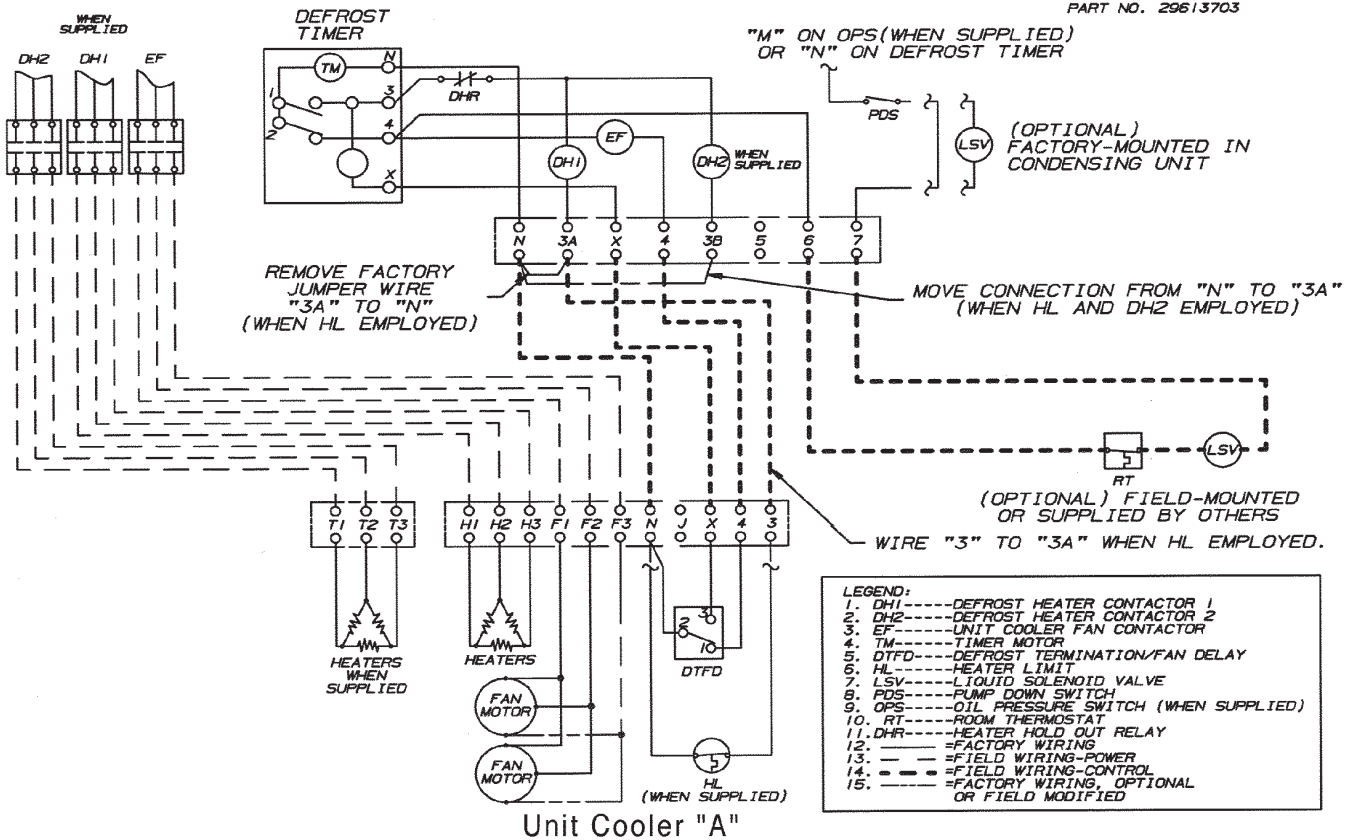 PART NO. 29613703
WHEN
SUPPLIED
DH2
DH1
EF
DEFROST
TIMER
TM
N
1
3
2
4
X
DHR
DH1
EF
DH2
WHEN
SUPPLIED
"M" ON OPS(WHEN SUPPLIED)
OR "N" ON DEFROST TIMER
PDS
LSV
(OPTIONAL)
FACTORY-MOUNTED IN
CONDENSING UNIT
N 3A X 4 3B 5 6 7
REMOVE FACTORY
JUMPER WIRE
"3A" TO "N"
(WHEN HL EMPLOYED)
MOVE CONNECTION FROM "N" TO "3A"
(WHEN HL AND DH2 EMPLOYED)
RT
LSV
(OPTIONAL) FIELD-MOUNTED
OR SUPPLIED BY OTHERS
WIRE "3" TO "3A" WHEN HL EMPLOYED.
T1 T2 T3
H1 H2 H3 F1 F2 F3 N J X 4 3
HEATERS
WHEN
SUPPLIED
HEATERS
3
2
1
DTFD
FAN
MOTOR
FAN
MOTOR
HL
(WHEN SUPPLIED)
Unit Cooler "A"
LEGEND:
1. DH1-----DEFROST HEATER CONTACTOR 1
2. DH2-----DEFROST HEATER CONTACTOR 2
3. EF------UNIT COOLER FAN CONTACTOR
4. TM------TIMER MOTOR
5. DTFD----DEFROST TERMINATION/FAN DELAY
6. HL------HEATER LIMIT
7. LSV-----LIQUID SOLENOID VALVE
8. PDS-----PUMP DOWN SWITCH
9. OPS-----OIL PRESSURE SWITCH (WHEN SUPPLIED)
10. RT-----ROOM THERMOSTAT
11.DHR-----HEATER HOLD OUT RELAY
12. =FACTORY WIRING
13. =FIELD WIRING-POWER
14. =FIELD WIRING-CONTROL
15. =FACTORY WIRING, OPTIONAL
OR FIELD MODIFIED